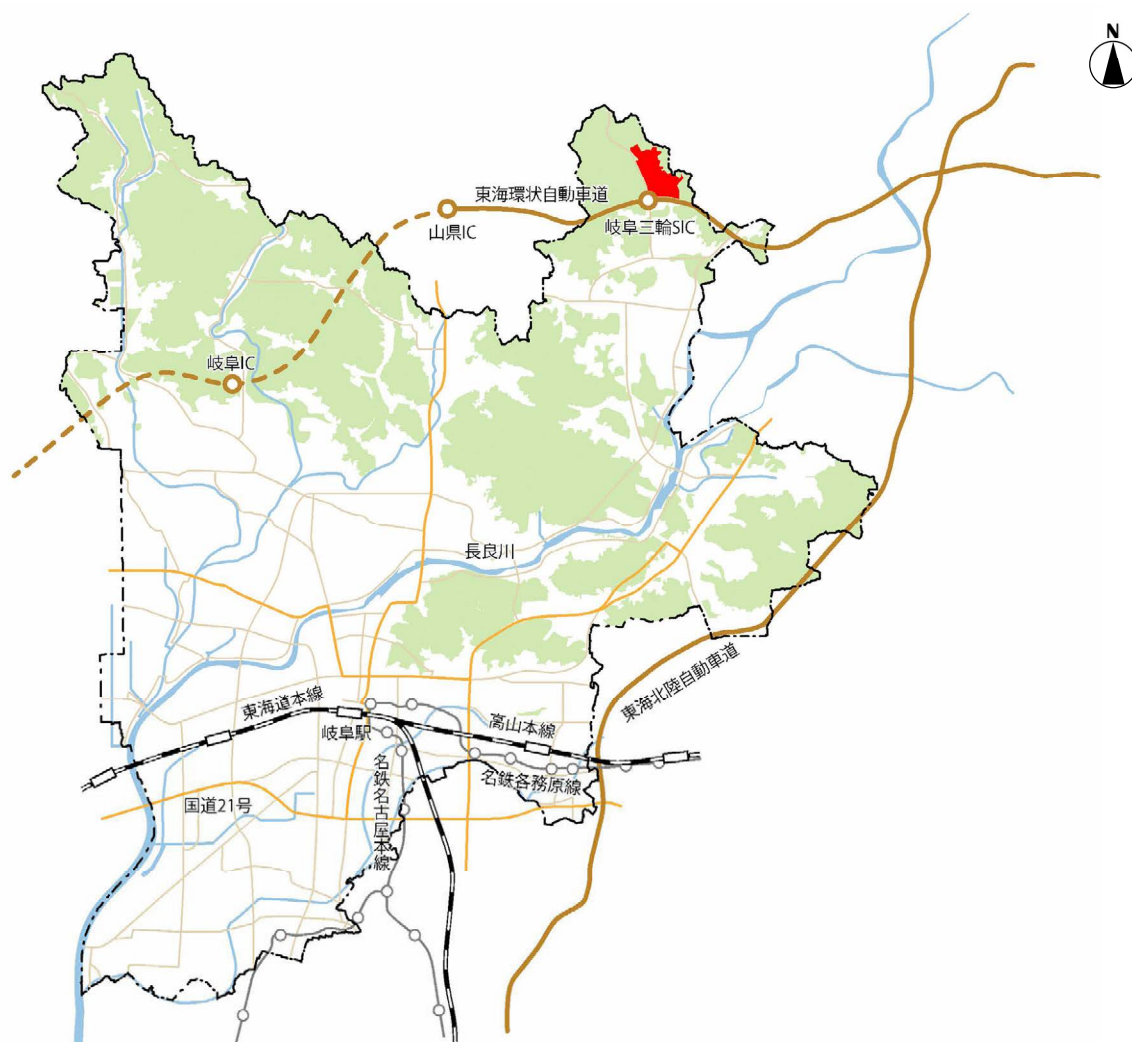 N
東海環状自動車道
山県IC
岐阜三輪SIC
岐阜IC
長良川
東海北陸自動車道
東海道本線
高山本線
岐阜駅
名鉄各務原線
国道21号
名鉄名古屋本線